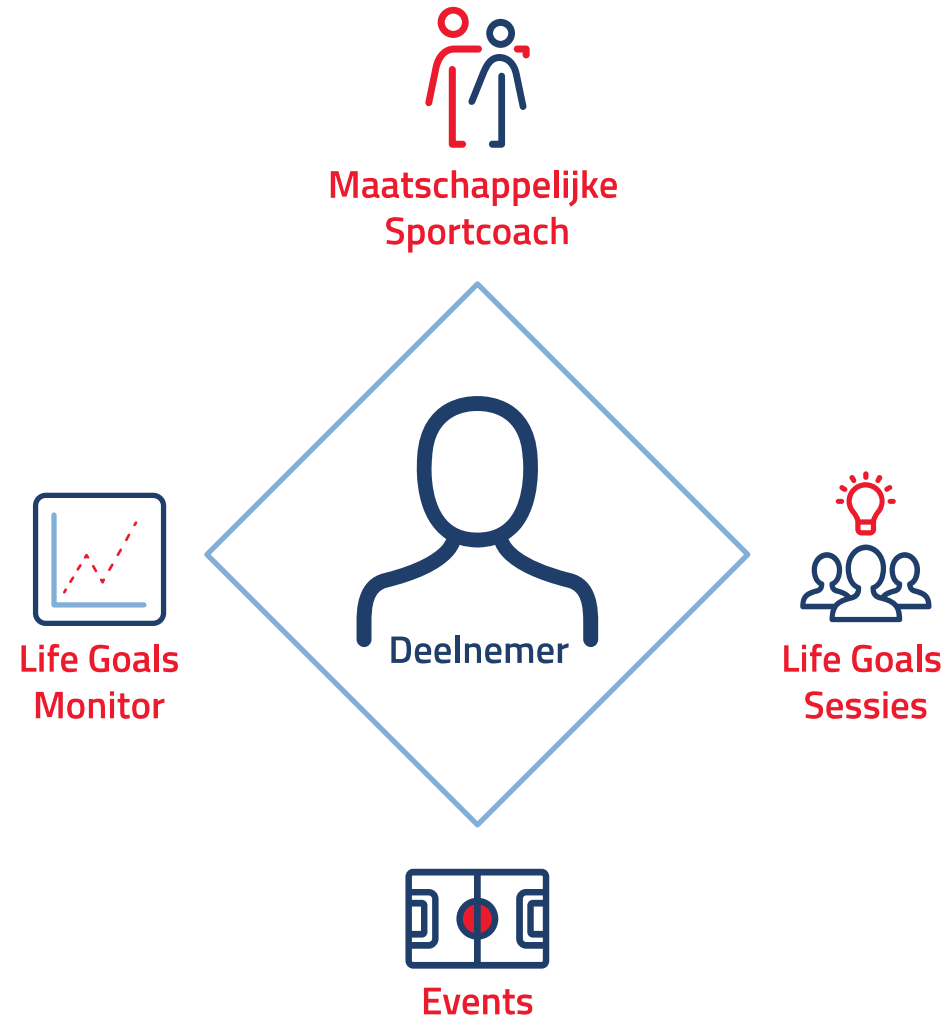 Maatschappelijke
Sportcoach
Deelnemer
Life Goals
Monitor
Life Goals
Sessies
Events